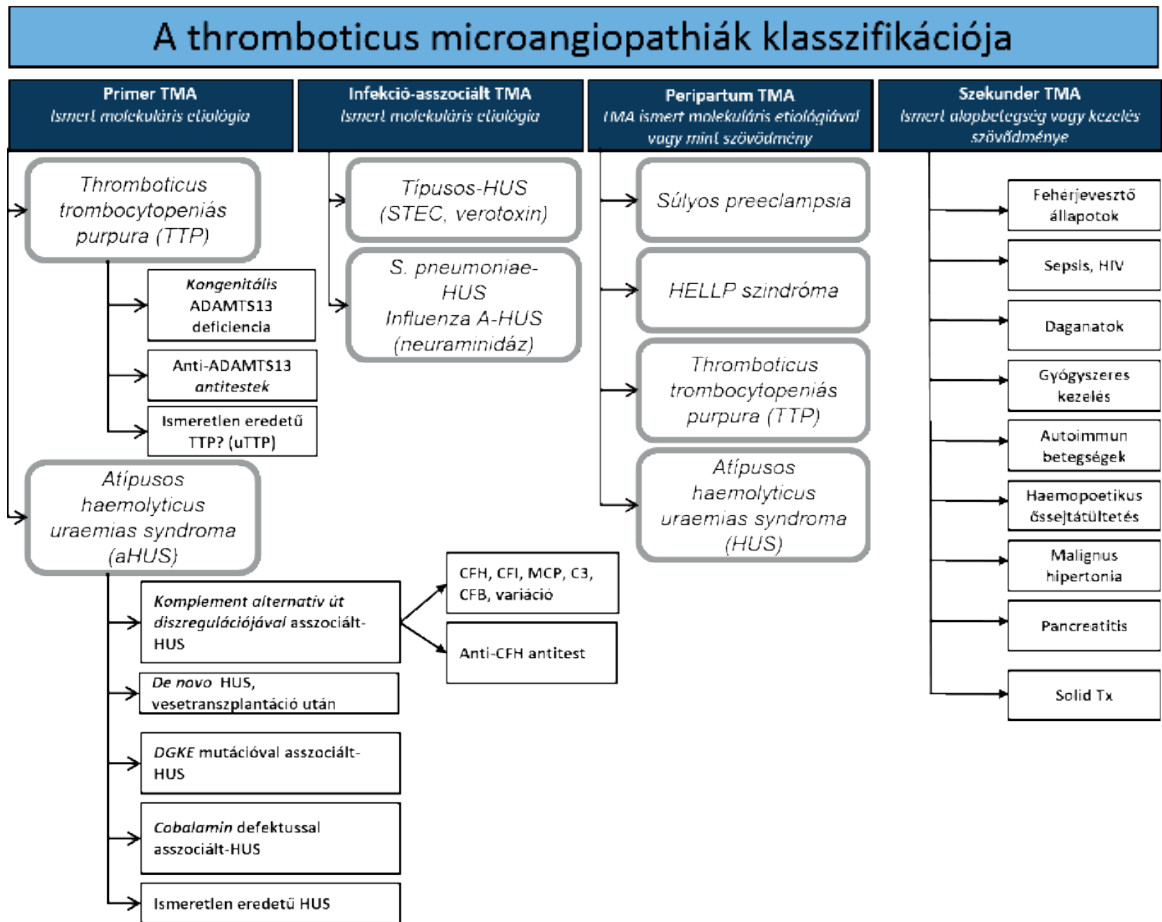 A thromboticus microangiopathiák klasszifikációja
Primer TMA
Ismert molekuláris etiológia
Thromboticus
trombocytopeniás
purpura (TTP)
Kongenitális
ADAMTS13
deficiencia
Anti-ADAMTS13
antitestek
Ismeretlen eredetű
TTP? (uTTP)
Atípusos
haemolyticus
uraemias syndroma
(aHUS)
Komplement alternatív út
diszregulációjával asszociált-
HUS
CFH, CFI, MCP, C3,
CFB, variáció
Anti-CFH antitest
De novo HUS,
vesetranszplantáció után
DGKE mutációval asszociált-
HUS
Cobalamin defektussal
asszociált-HUS
Ismeretlen eredetű HUS
Infekció-asszociált TMA
Ismert molekuláris etiológia
Típusos-HUS
(STEC, verotoxin)
S. pneumoniae-
HUS
Influenza A-HUS
(neuraminidáz)
Peripartum TMA
TMA ismert molekuláris etiológiával
vagy mint szövődmény
Súlyos preeclampsia
HELLP szindróma
Thromboticus
trombocytopeniás
purpura (TTP)
Atípusos
haemolyticus
uraemias syndroma
(HUS)
Szekunder TMA
Ismert alapbetegség vagy kezelés
szövődménye
Fehérjevesztő
állapotok
Sepsis, HIV
Daganatok
Gyógyszeres
kezelés
Autoimmun
betegségek
Haemopoetikus
őssejtátültetés
Malignus
hipertonia
Pancreatitis
Solid Tx